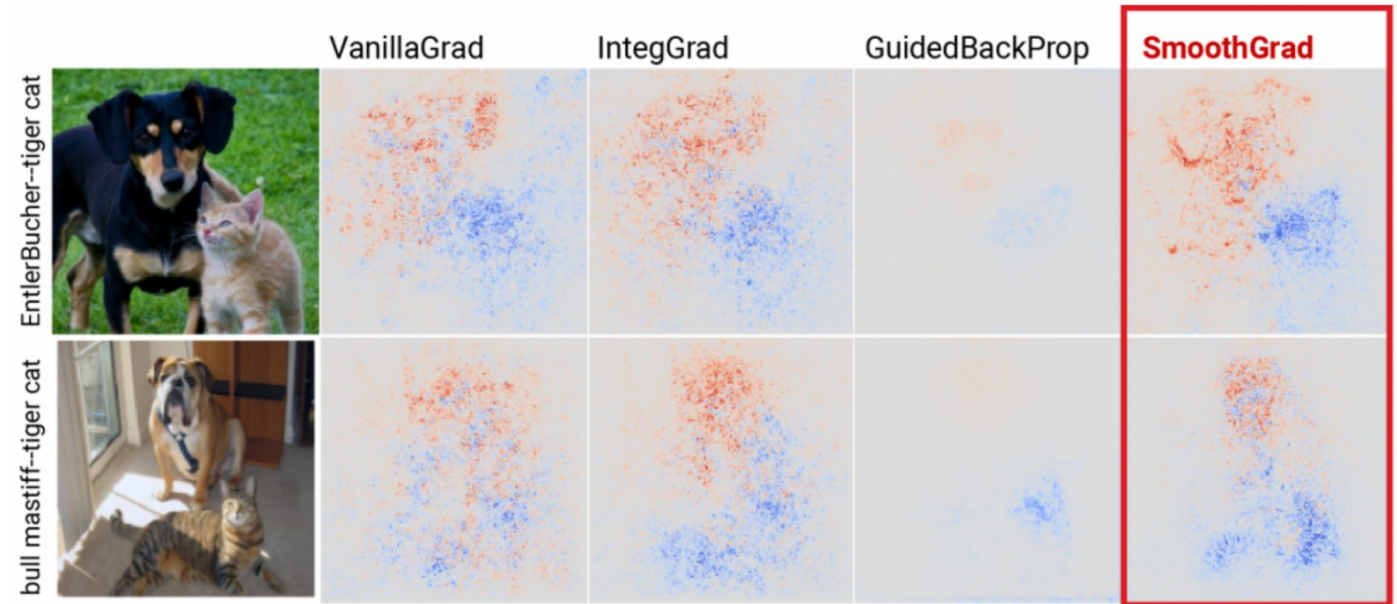 VanillaGrad
IntegGrad
GuidedBackProp
SmoothGrad
EntlerBucher--tiger cat
bull mastiff--tiger cat